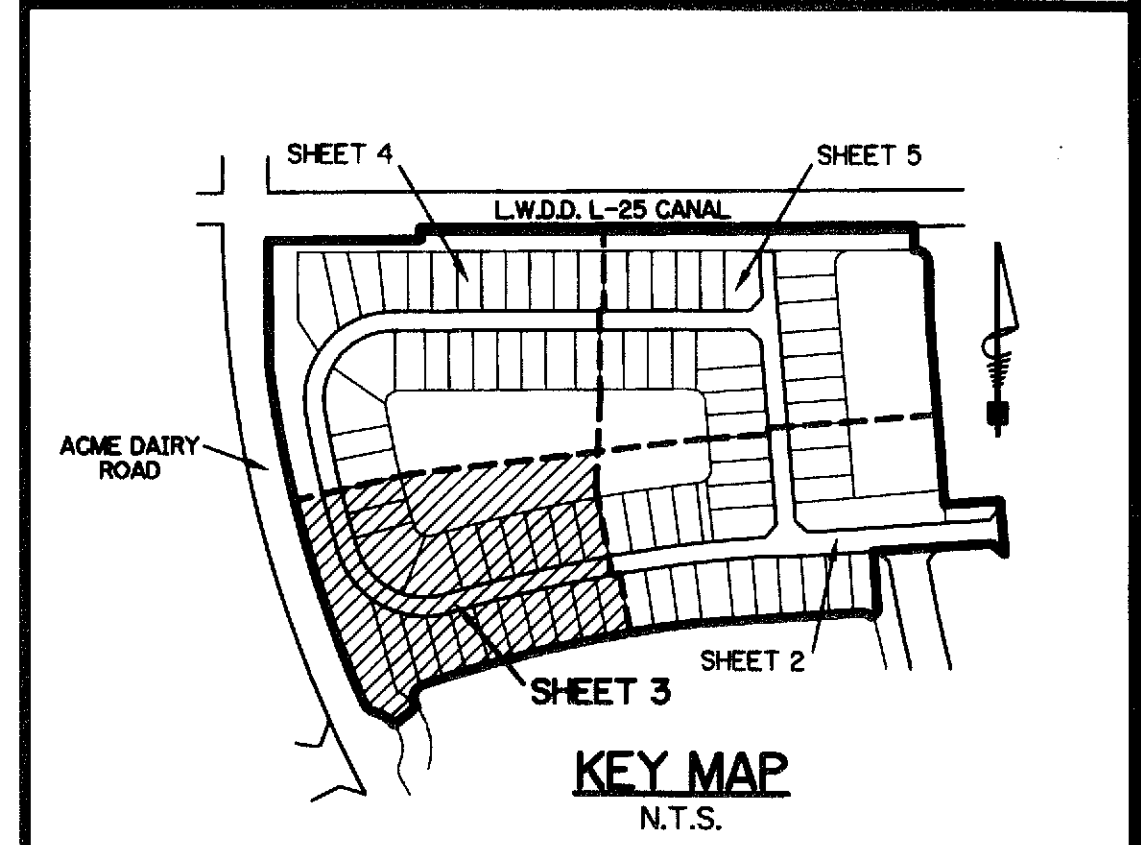 SHEET 4
SHEET 5
L.W.D.D. L-25 CANAL
ACME DAIRY
ROAD
SHEET 2
SHEET 3
KEY MAP
N.T.S.